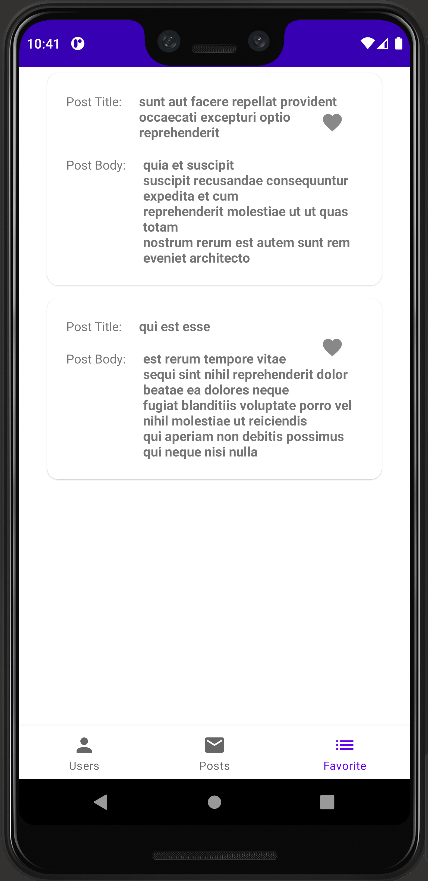 10:41
Post Title: sunt aut facere repellat provident
occaecati excepturi optio
reprehenderit
Post Body: quia et suscipit
suscipit recusandae consequuntur
expedita et cum
reprehenderit molestiae ut ut quas
totam
nostrum rerum est autem sunt rem
eveniet architecto
Post Title: qui est esse
Post Body: est rerum tempore vitae
sequi sint nihil reprehenderit dolor
beatae ea dolores neque
fugiat blanditiis voluptate porro vel
nihil molestiae ut reiciendis
qui aperiam non debitis possimus
qui neque nisi nulla
Users Posts Favorite